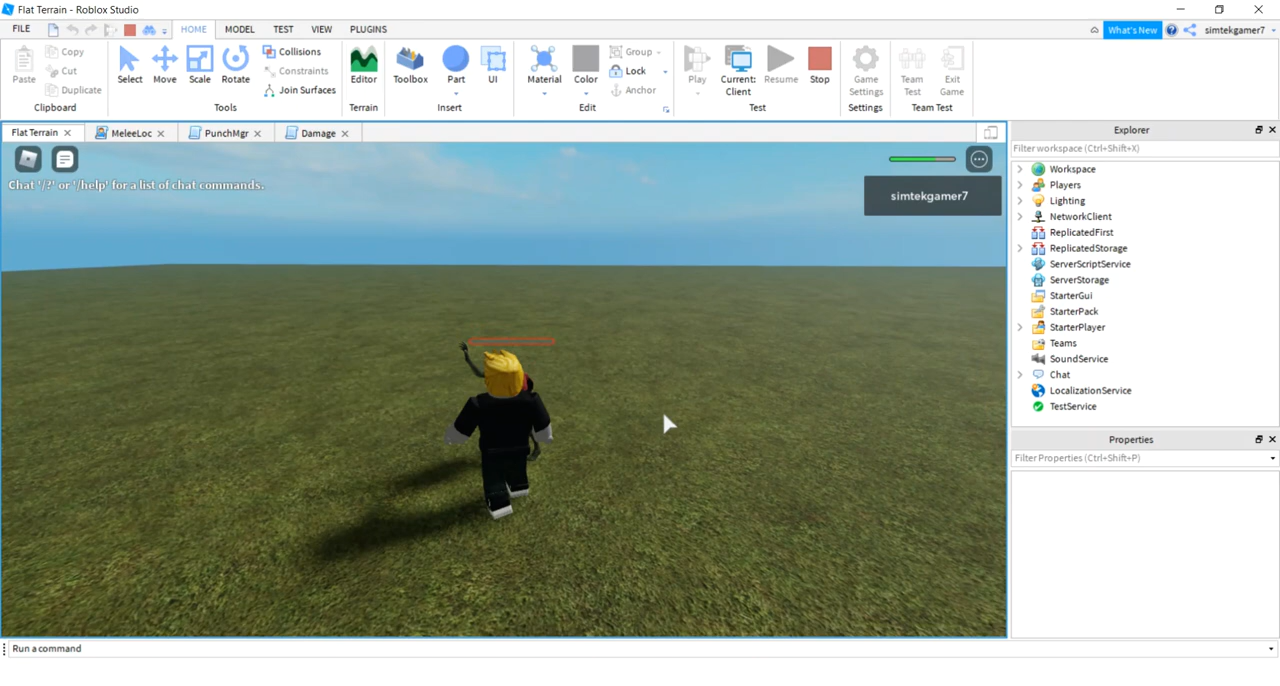 Flat Terrain - Roblox Studio
FILE HOME MODEL TEST VIEW PLUGINS What's New simtekgamer7
Paste Copy Cut Duplicate Select Move Scale Rotate Collisions Constraints Join Surfaces Editor Toolbox Part UI Material Color Group Lock Anchor Play Current: Client Resume Stop Game Settings Team Test Exit Game
Clipboard Tools Terrain Insert Edit Test Settings Team Test
Flat Terrain MeleeLoc PunchMgr Damage
Chat '/?' or '/help' for a list of chat commands.
simtekgamer7
Explorer
Filter workspace (Ctrl+Shift+X)
Workspace
Players
Lighting
NetworkClient
ReplicatedFirst
ReplicatedStorage
ServerScriptService
ServerStorage
StarterGui
StarterPack
StarterPlayer
Teams
SoundService
Chat
LocalizationService
TestService
Properties
Filter Properties (Ctrl+Shift+P)
Run a command